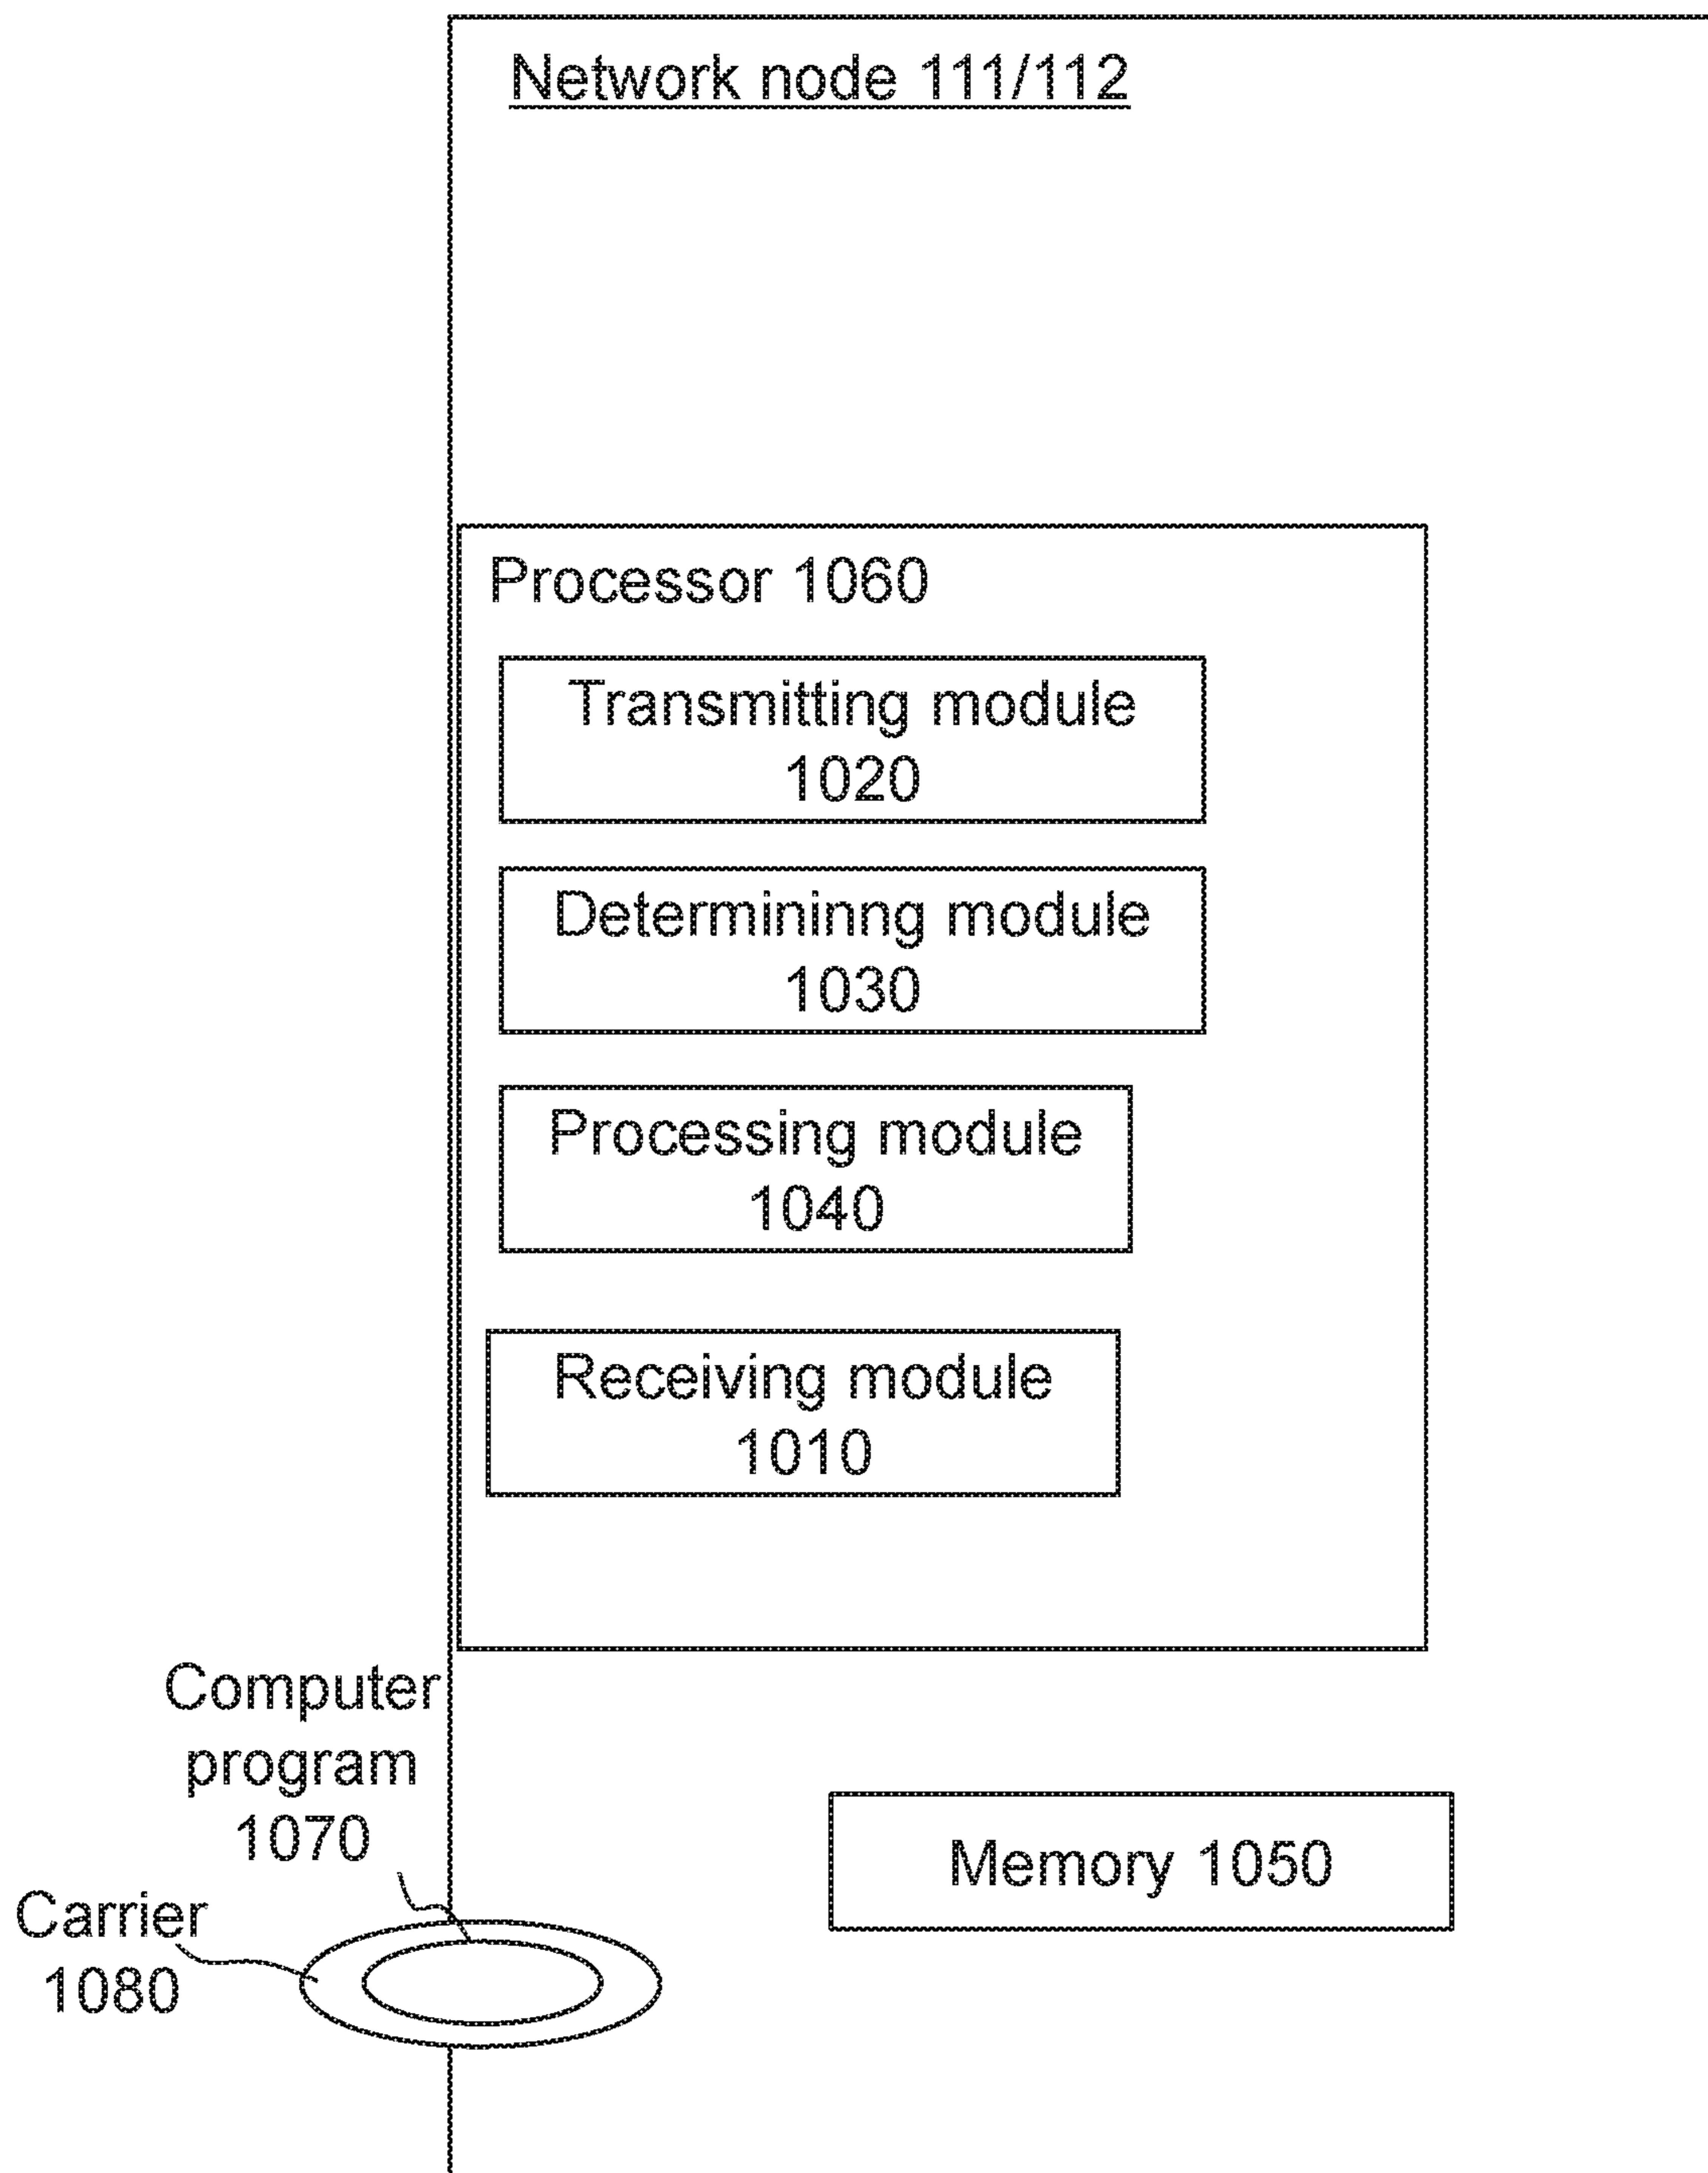 Network node 111/112
Processor 1060
Transmitting module
1020
Determininng module
1030
Processing module
1040
Receiving module
1010
Computer
program
1070
Memory 1050
Carrier
1080